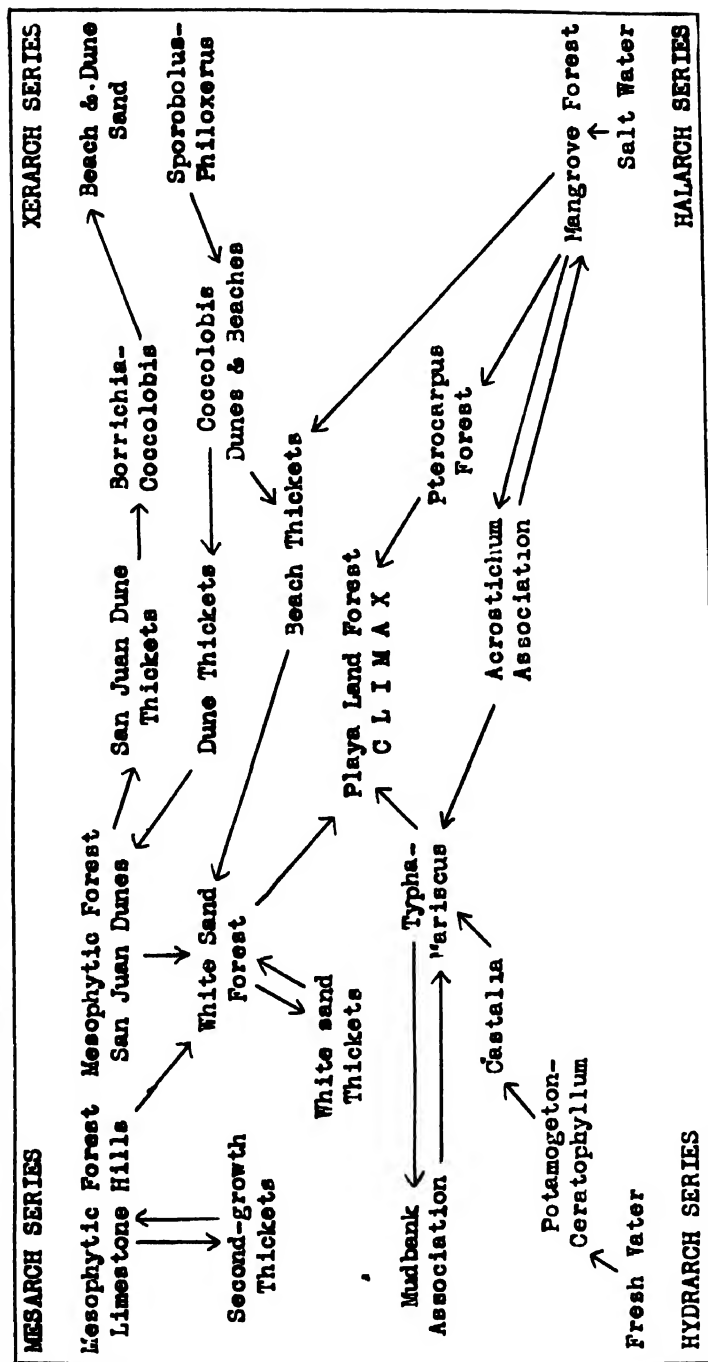 MESARCH SERIES
XERARCH SERIES
Mesophytic Forest
Limestone Hills
Mesophytic Forest
San Juan Dunes
San Juan Dune
Thickets
Borrichia-
Coccolobis
Beach & Dune
Sand
Second-growth
Thickets
White Sand
Forest
Dune Thickets
Coccolobis
Dunes & Beaches
Sporobolus-
Philoxerus
White sand
Thickets
Beach Thickets
Playa Land Forest
C L I M A X
Mudbank
Association
Typha-
Mariscus
Pterocarpus
Forest
Castalia
Acrostichum
Association
Mangrove Forest
Potamogeton-
Ceratophyllum
Salt Water
Fresh Water
HYDRARCH SERIES
HALARCH SERIES